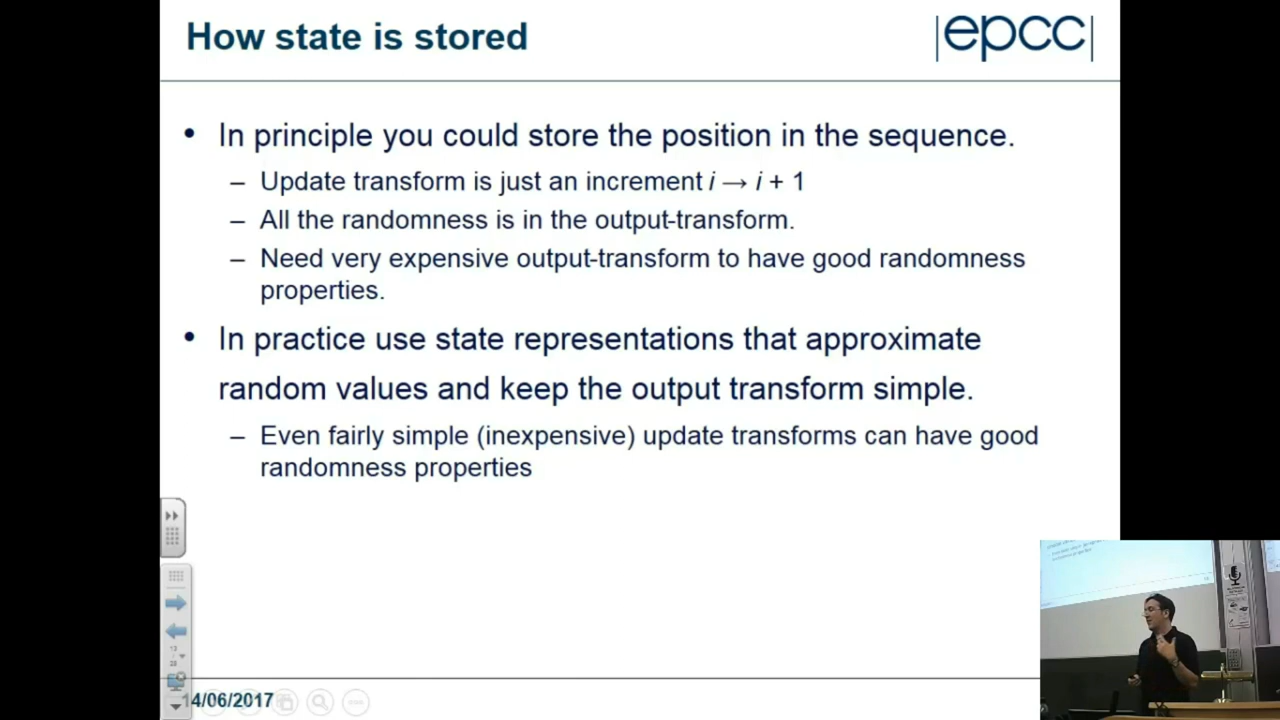 How state is stored
|epcc|
• In principle you could store the position in the sequence.
– Update transform is just an increment i → i + 1
– All the randomness is in the output-transform.
– Need very expensive output-transform to have good randomness
properties.
• In practice use state representations that approximate
random values and keep the output transform simple.
– Even fairly simple (inexpensive) update transforms can have good
randomness properties
13
28
14/06/2017